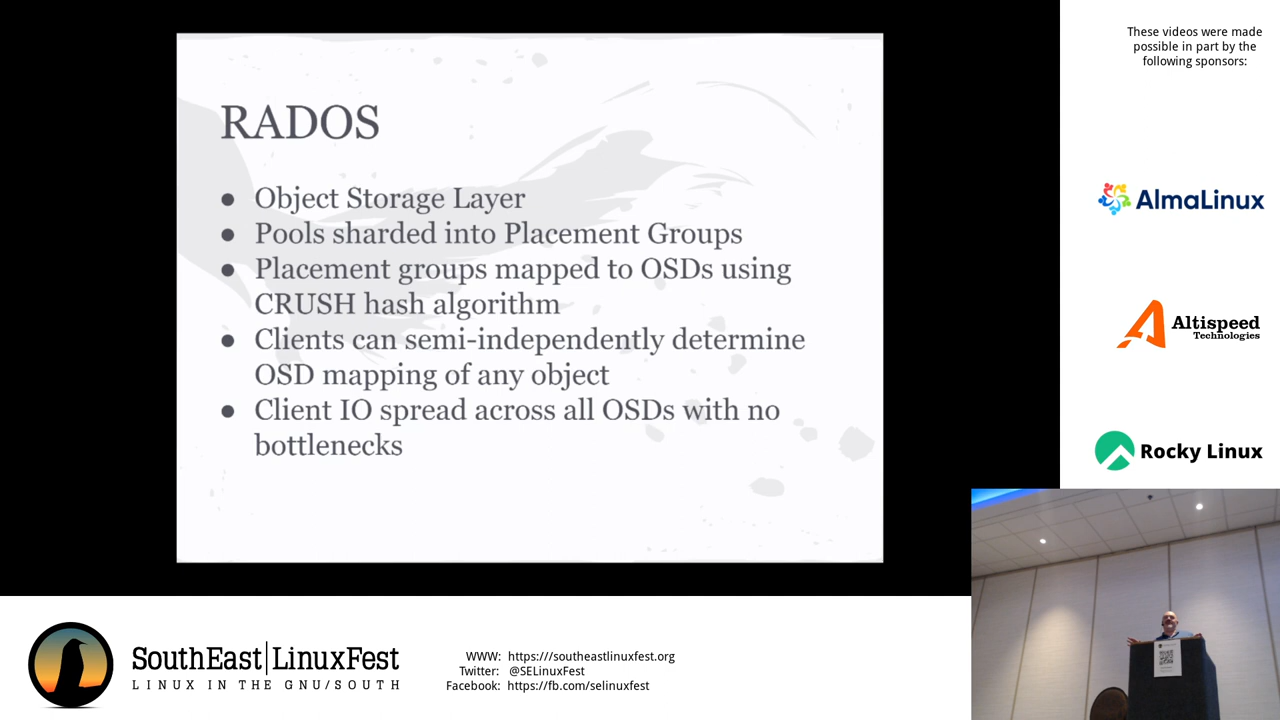 RADOS
● Object Storage Layer
● Pools sharded into Placement Groups
● Placement groups mapped to OSDs using
CRUSH hash algorithm
● Clients can semi-independently determine
OSD mapping of any object
● Client IO spread across all OSDs with no
bottlenecks
These videos were made
possible in part by the
following sponsors:
AlmaLinux
Altispeed
Technologies
Rocky Linux
SouthEast|LinuxFest
LINUX IN THE GNU/SOUTH
WWW: https://southeastlinuxfest.org
Twitter: @SELinuxFest
Facebook: https://fb.com/selinuxfest